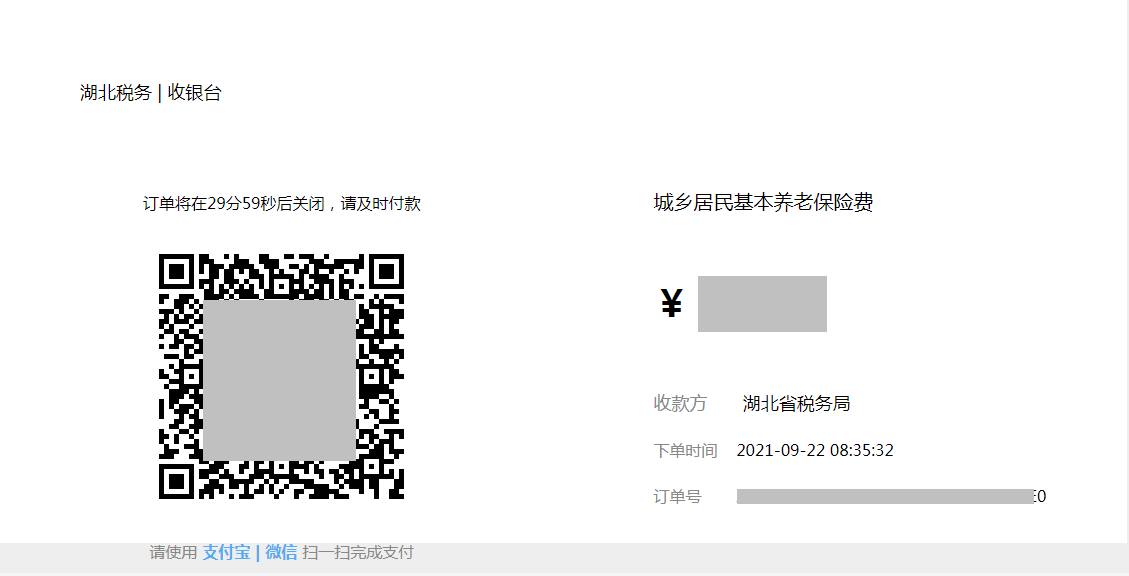 湖北税务 | 收银台
订单将在29分59秒后关闭，请及时付款
城乡居民基本养老保险费
¥
收款方 湖北省税务局
下单时间 2021-09-22 08:35:32
订单号 0
请使用 支付宝 | 微信 扫一扫完成支付